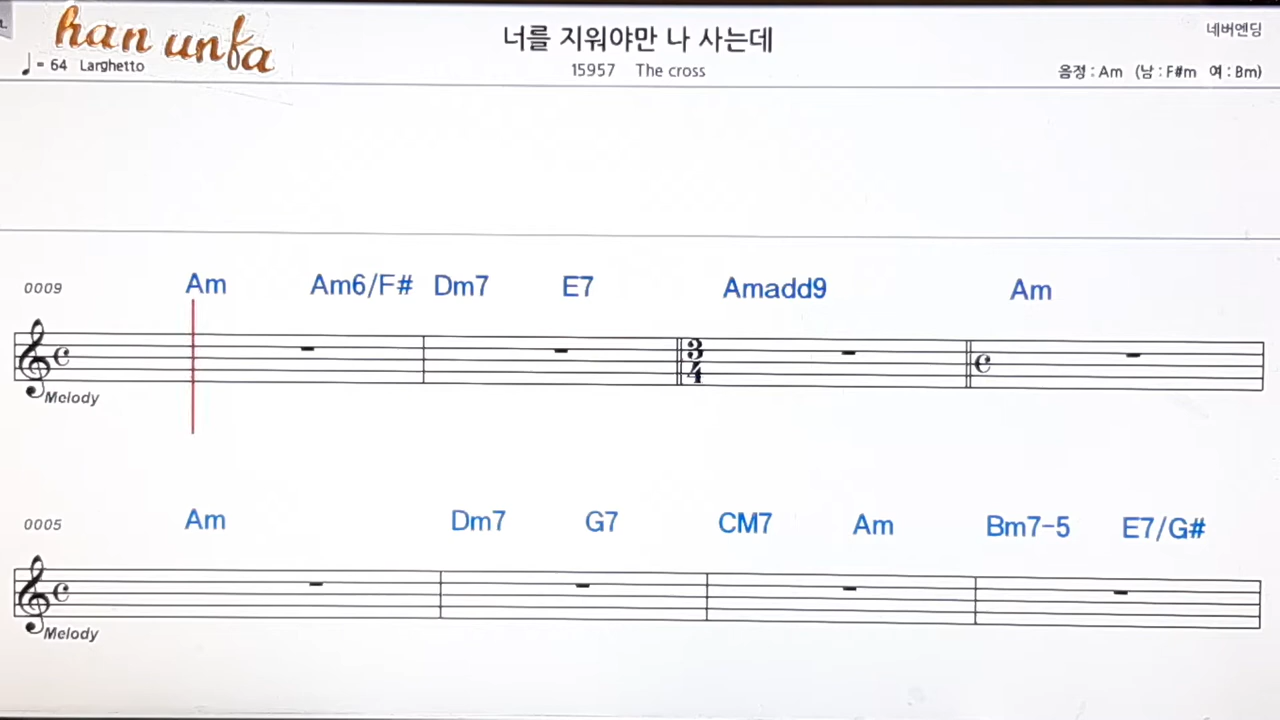 han unfa
♩= 64 Larghetto
너를 지워야만 나 사는데
15957 The cross
네버엔딩
음정 : Am (남 : F#m 여 : Bm)
0009
Am Am6/F# Dm7 E7 Amadd9 Am
3
4
Melody
0005
Am Dm7 G7 CM7 Am Bm7-5 E7/G#
Melody